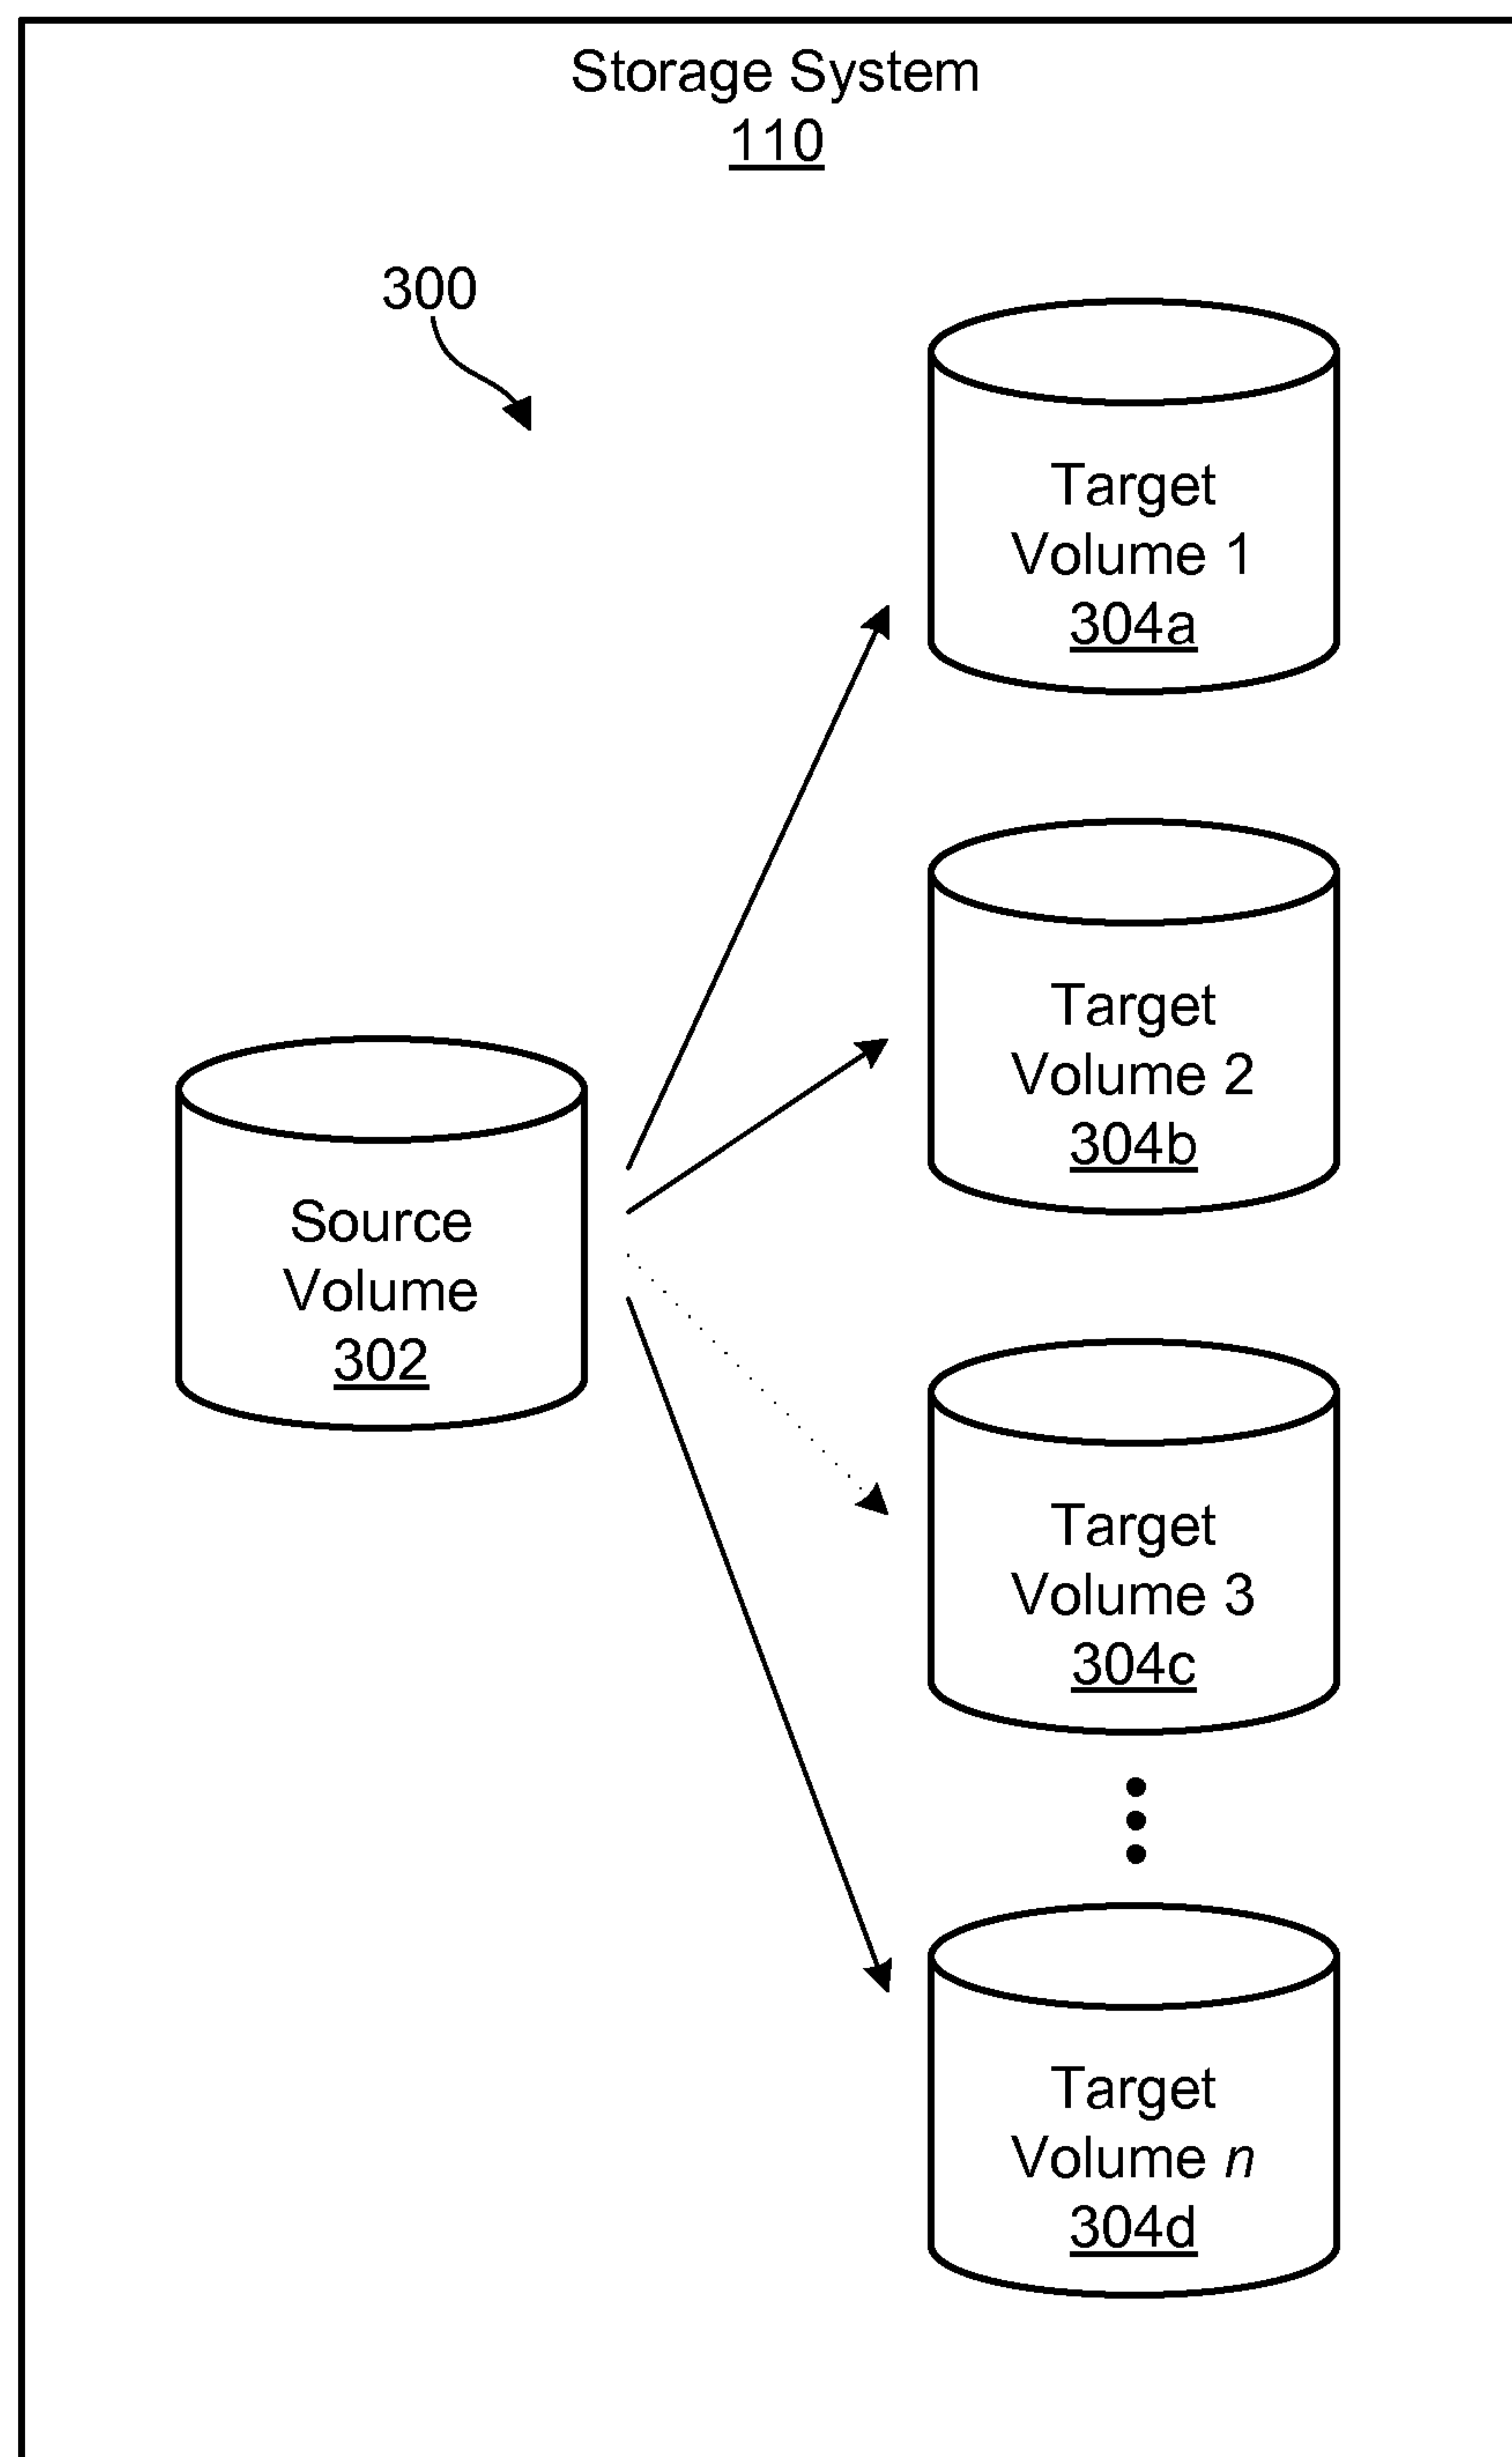 Storage System
110
300
Target
Volume 1
304a
Target
Volume 2
304b
Source
Volume
302
Target
Volume 3
304c
Target
Volume n
304d